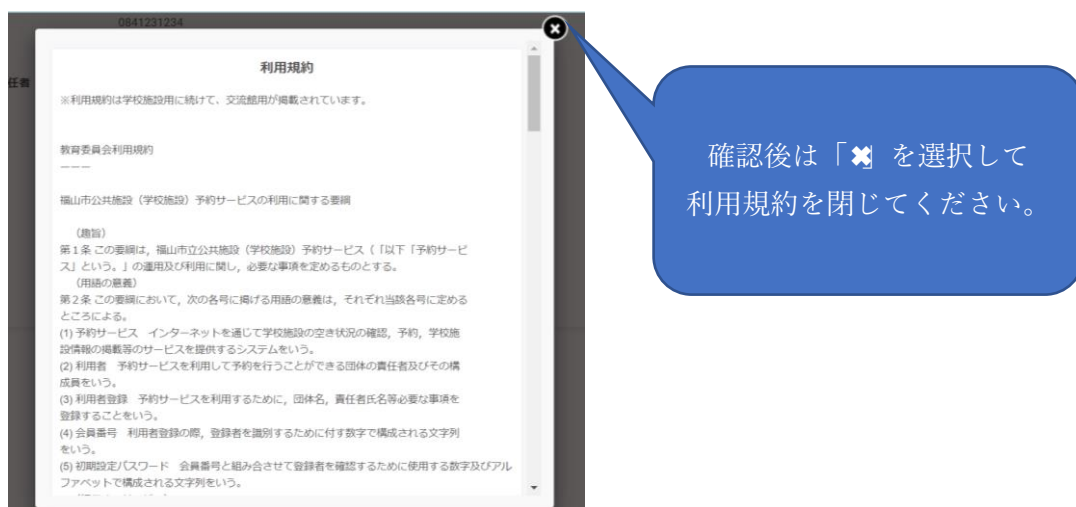 0841231234
任者
利用規約
※利用規約は学校施設用に続けて、交流館用が掲載されています。
教育委員会利用規約
ーーー
福山市公共施設（学校施設）予約サービスの利用に関する要綱
（趣旨）
第１条 この要綱は，福山市立公共施設（学校施設）予約サービス（「以下「予約サービ
ス」という。」の運用及び利用に関し，必要な事項を定めるものとする。
（用語の意義）
第２条 この要綱において，次の各号に掲げる用語の意義は，それぞれ当該各号に定める
ところによる。
(1) 予約サービス　インターネットを通じて学校施設の空き状況の確認，予約，学校施
設情報の掲載等のサービスを提供するシステムをいう。
(2) 利用者　予約サービスを利用して予約を行うことができる団体の責任者及びその構
成員をいう。
(3) 利用者登録　予約サービスを利用するために，団体名，責任者氏名等必要な事項を
登録することをいう。
(4) 会員番号　利用者登録の際，登録者を識別するために付す数字で構成される文字列
をいう。
(5) 初期設定パスワード　会員番号と組み合させて登録者を確認するために使用する数字及びアル
ファベットで構成される文字列をいう。
確認後は「✖」を選択して
利用規約を閉じてください。